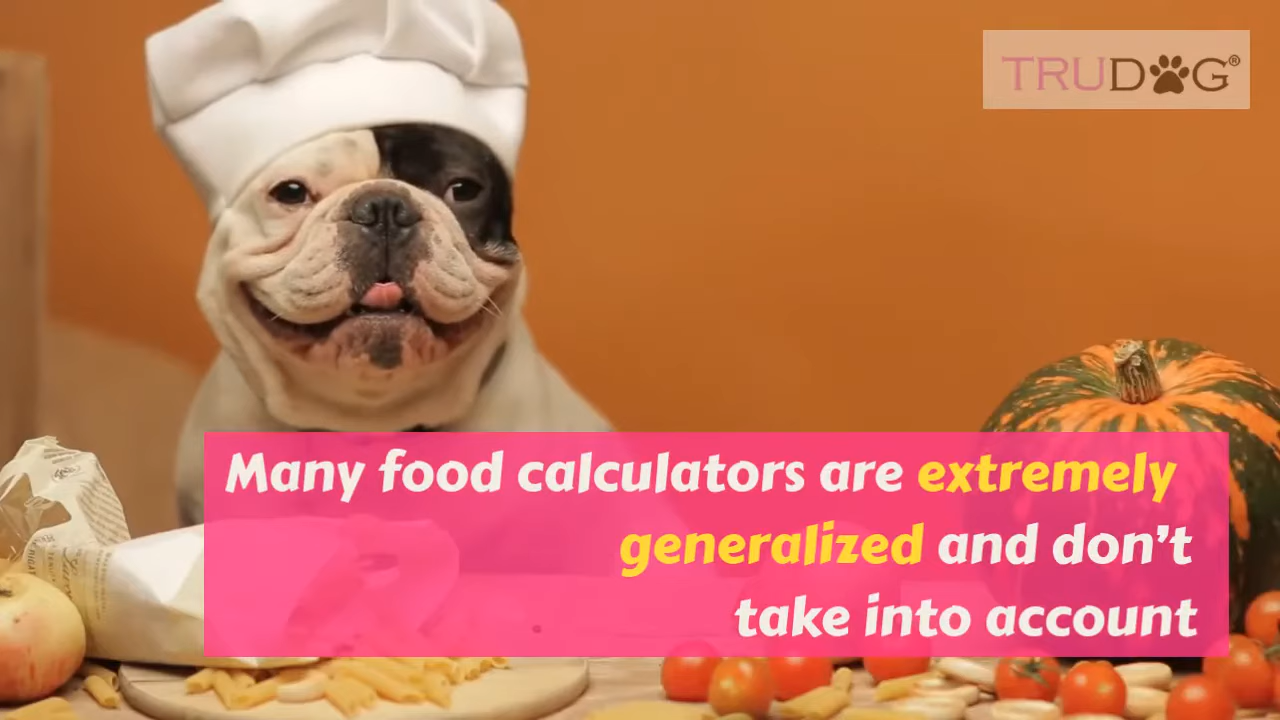 TRUDOG®
Many food calculators are extremely
generalized and don't
take into account